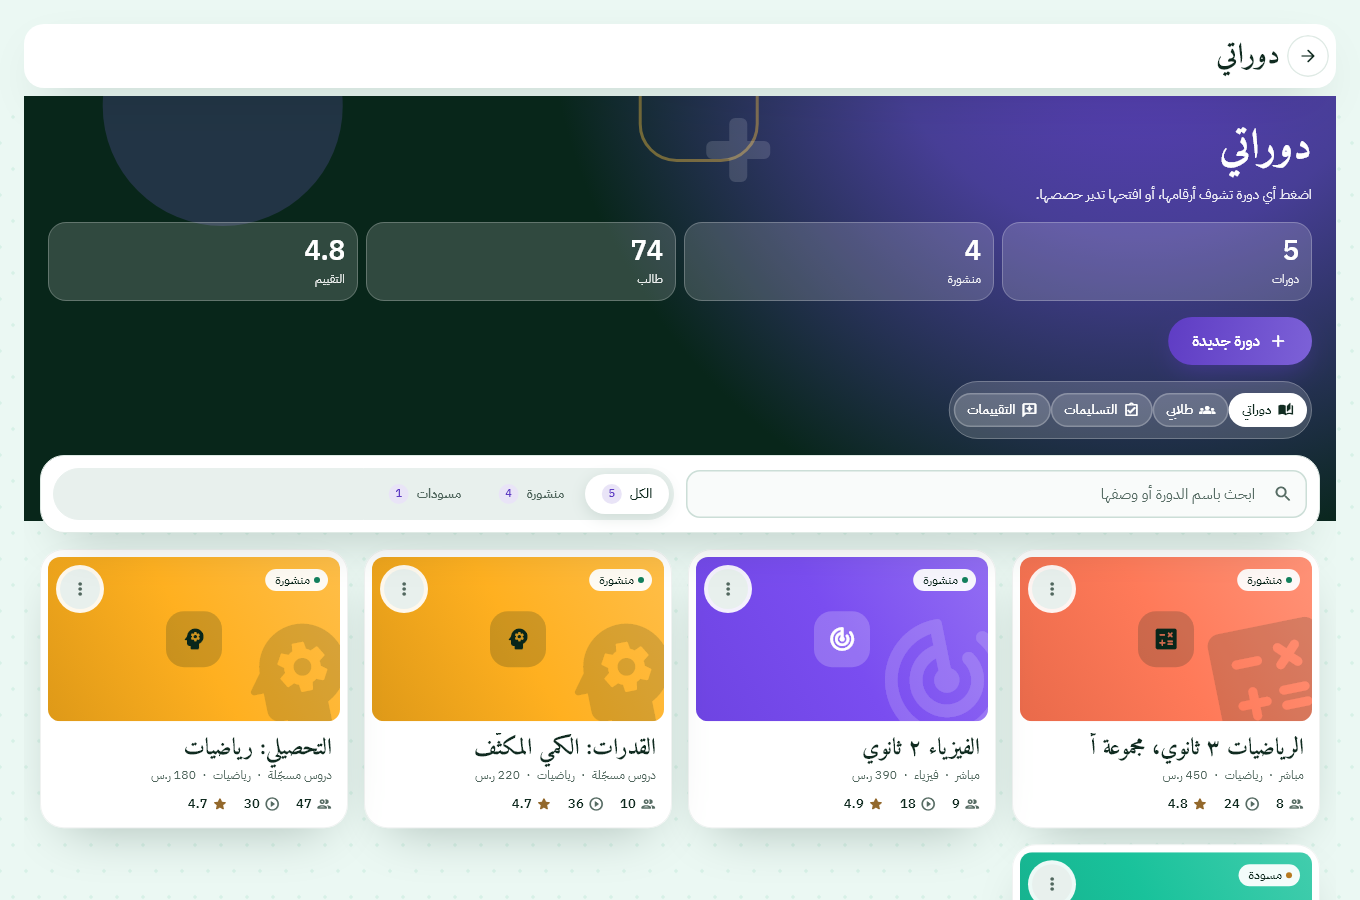 دوراتي
دوراتي
اضغط أي دورة تشوف أرقامها، أو افتحها تدير حصصها.
5
دورات
4
منشورة
74
طالب
4.8
التقييم
دورة جديدة
دوراتي
طلابي
التسليمات
التقييمات
ابحث باسم الدورة أو وصفها
الكل 5
منشورة 4
مسودات 1
منشورة
الرياضيات ٣ ثانوي، مجموعة أ
مباشر · رياضيات · 450 ر.س
8 24 4.8
منشورة
الفيزياء ٢ ثانوي
مباشر · فيزياء · 390 ر.س
9 18 4.9
منشورة
القدرات: الكمي المكثّف
دروس مسجّلة · رياضيات · 220 ر.س
10 36 4.7
منشورة
التحصيلي: رياضيات
دروس مسجّلة · رياضيات · 180 ر.س
47 30 4.7
مسودة